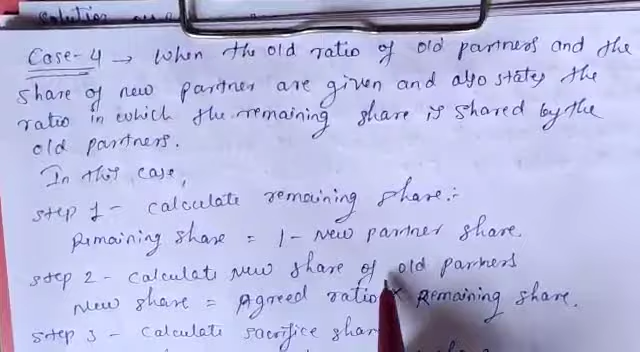 Solution
Case-4 → When the old ratio of old partners and the
share of new partner are given and also states the
ratio in which the remaining share is shared by the
old partners.
In this case,
Step 1 - Calculate remaining share :-
Remaining share = 1 - New partner share.
Step 2 - Calculate New share of old partners
New share = Agreed ratio × Remaining share.
Step 3 - Calculate sacrifice shar